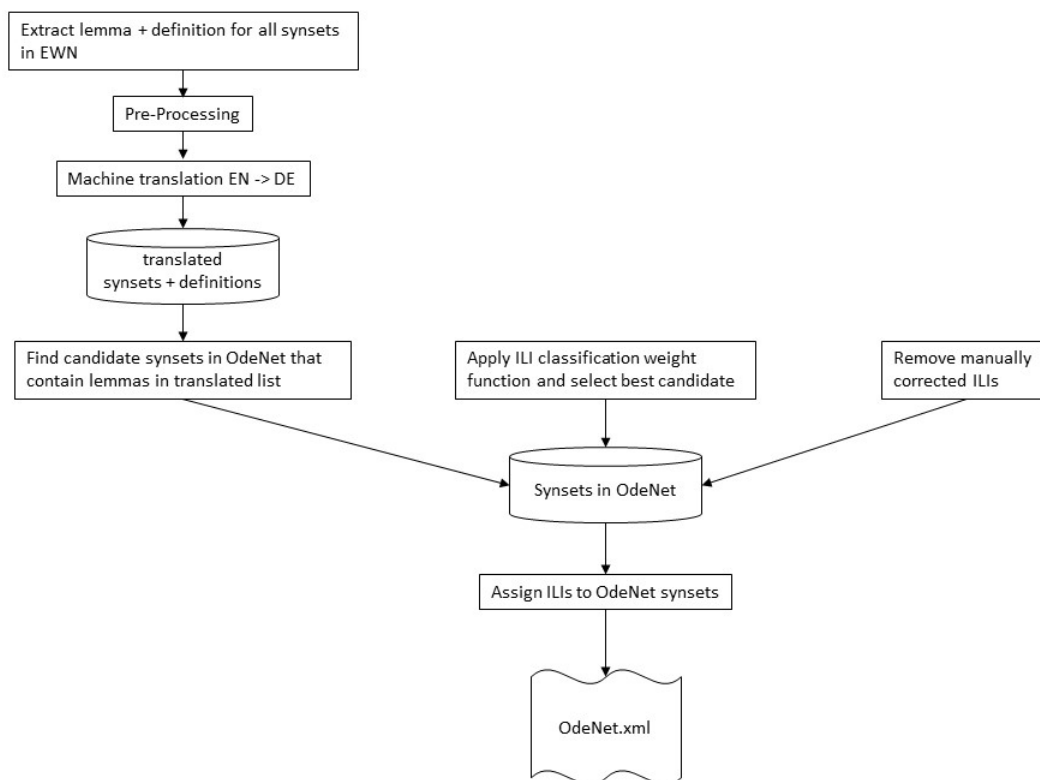 Extract lemma + definition for all synsets
in EWN
Pre-Processing
Machine translation EN -> DE
translated
synsets + definitions
Find candidate synsets in OdeNet that
contain lemmas in translated list
Apply ILI classification weight
function and select best candidate
Remove manually
corrected ILIs
Synsets in OdeNet
Assign ILIs to OdeNet synsets
OdeNet.xml